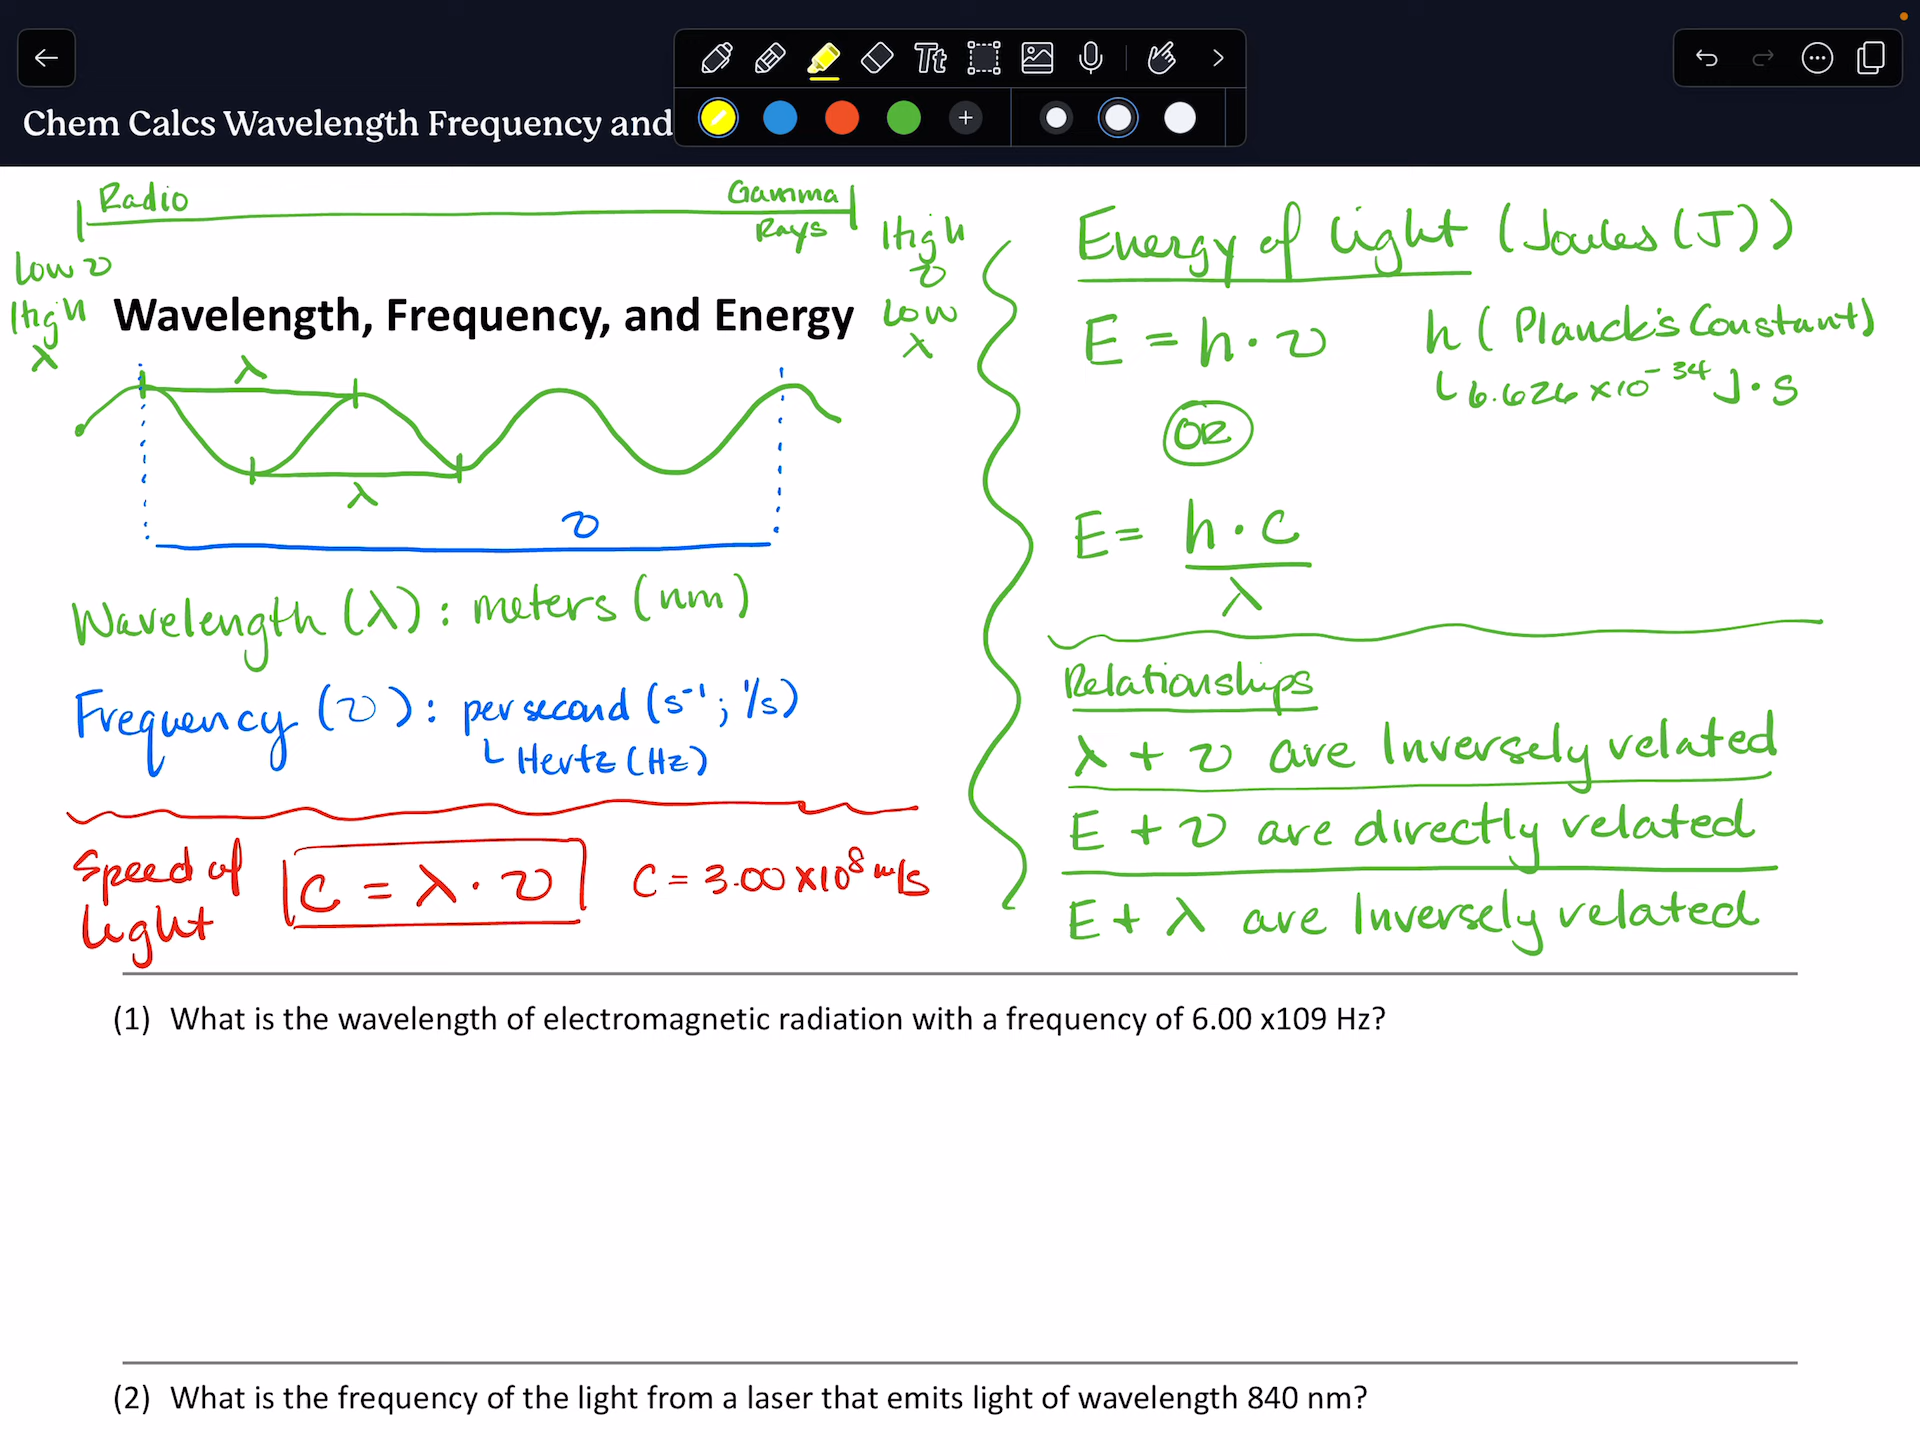 Chem Calcs Wavelength Frequency and
Tt
Radio
Gamma
Rays
Low ν
High
λ
High
ν
Low
λ
Wavelength, Frequency, and Energy
λ
λ
ν
Wavelength (λ): meters (nm)
Frequency (ν): per second (s⁻¹; 1/s)
Hertz (Hz)
Speed of
light
C = λ · ν
C = 3.00 x10⁸ m/s
Energy of light (Joules (J))
E = h · ν
h (Planck's Constant)
6.626 x10⁻³⁴ J · s
OR
E = h · c
λ
Relationships
λ + ν are Inversely related
E + ν are directly related
E + λ are Inversely related
(1) What is the wavelength of electromagnetic radiation with a frequency of 6.00 x109 Hz?
(2) What is the frequency of the light from a laser that emits light of wavelength 840 nm?